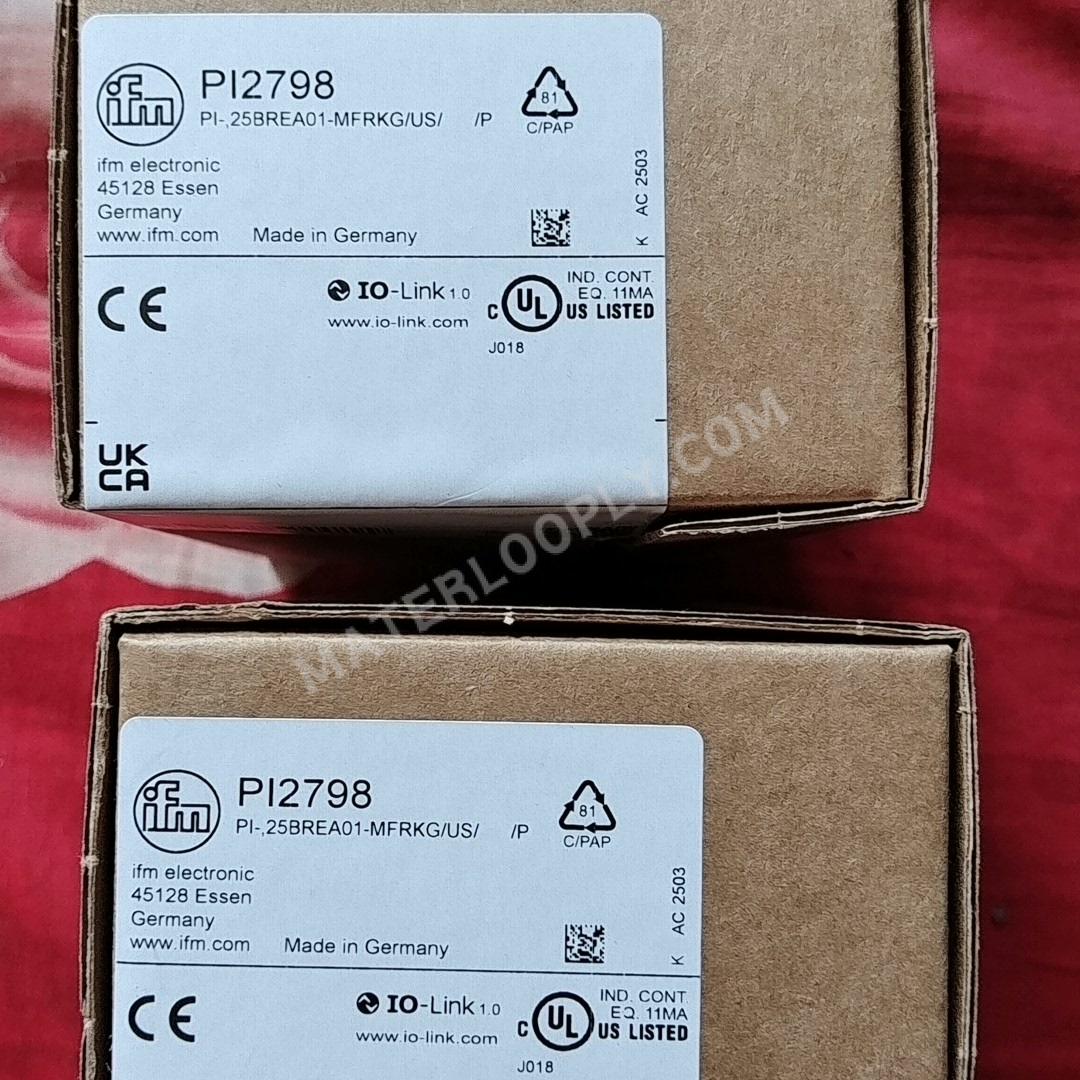 ifm
PI2798
PI-,25BREA01-MFRKG/US/ /P
81
C/PAP
ifm electronic
45128 Essen
Germany
www.ifm.com Made in Germany
K AC 2503
CE
IO-Link 1.0
www.io-link.com
C UL US LISTED
IND. CONT.
EQ. 11MA
J018
UK
CA
MATERLOOPLY.COM
ifm
PI2798
PI-,25BREA01-MFRKG/US/ /P
81
C/PAP
ifm electronic
45128 Essen
Germany
www.ifm.com Made in Germany
K AC 2503
CE
IO-Link 1.0
www.io-link.com
C UL US LISTED
IND. CONT.
EQ. 11MA
J018